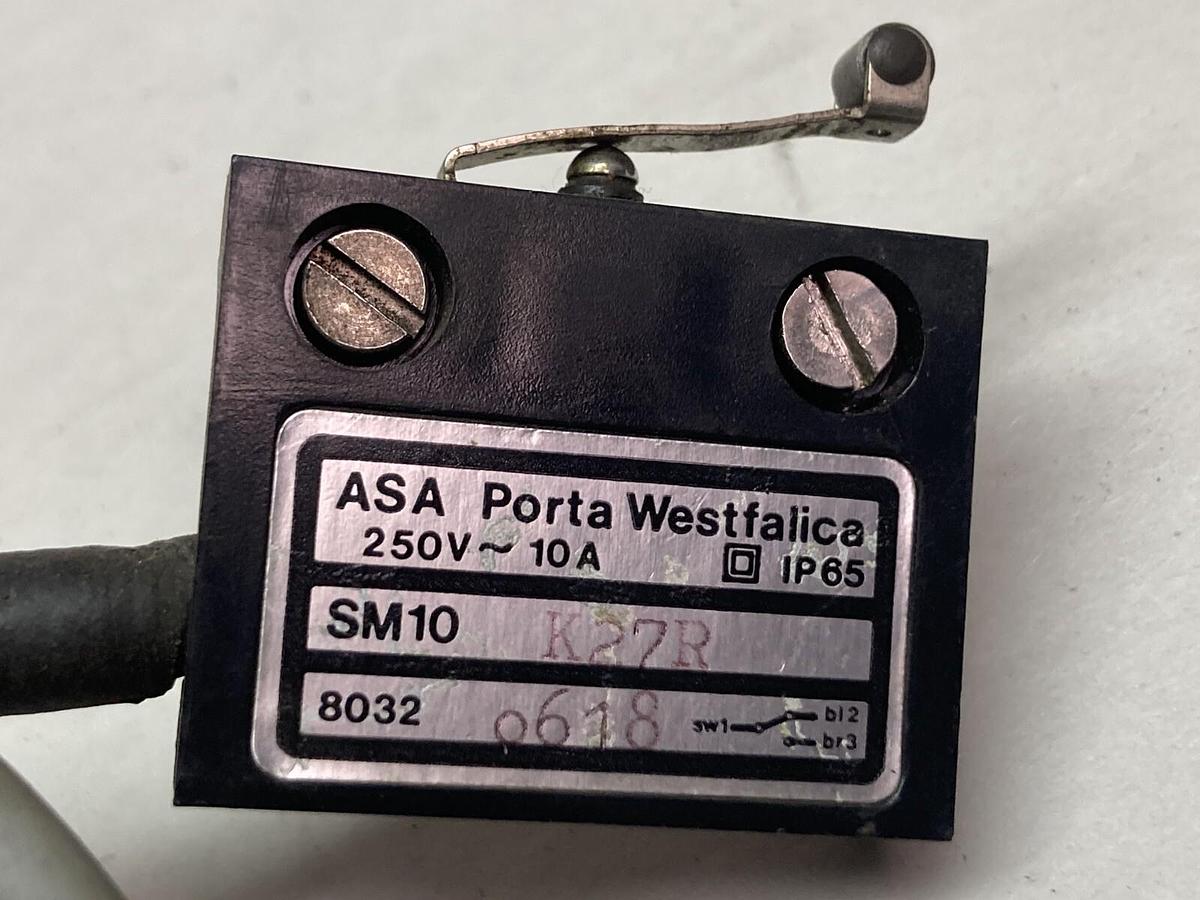 ASA Porta Westfalica
250V~ 10A IP65
SM10 K27R
8032 0618 sw1 bl2
br3